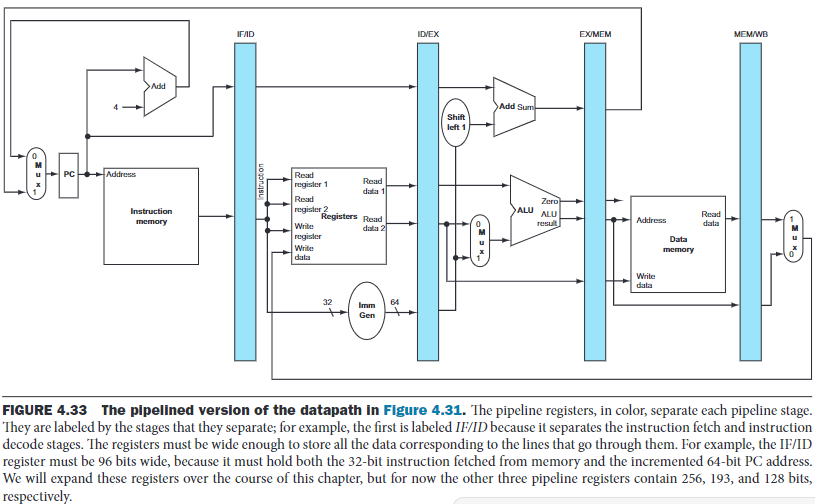 IF/ID
ID/EX
EX/MEM
MEM/WB
Add
4
Shift
left 1
Add Sum
0
M
u
x
1
PC
Address
Instruction
memory
Instruction
Read
register 1
Read
register 2
Registers
Write
register
Write
data
Read
data 1
Read
data 2
0
M
u
x
1
ALU
Zero
ALU
result
Address
Data
memory
Read
data
Write
data
1
M
u
x
0
32
Imm
Gen
64
FIGURE 4.33 The pipelined version of the datapath in Figure 4.31. The pipeline registers, in color, separate each pipeline stage.
They are labeled by the stages that they separate; for example, the first is labeled IF/ID because it separates the instruction fetch and instruction
decode stages. The registers must be wide enough to store all the data corresponding to the lines that go through them. For example, the IF/ID
register must be 96 bits wide, because it must hold both the 32-bit instruction fetched from memory and the incremented 64-bit PC address.
We will expand these registers over the course of this chapter, but for now the other three pipeline registers contain 256, 193, and 128 bits,
respectively.